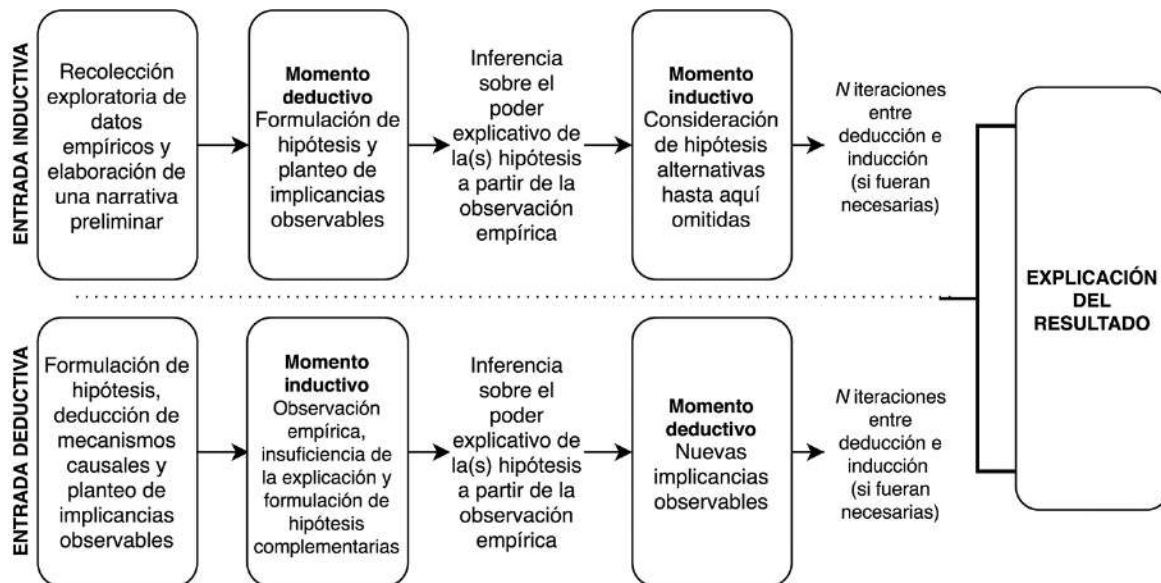 ENTRADA INDUCTIVA
Recolección
exploratoria de
datos
empíricos y
elaboración de
una narrativa
preliminar
Momento
deductivo
Formulación de
hipótesis y
planteo de
implicancias
observables
Inferencia
sobre el
poder
explicativo de
la(s) hipótesis
a partir de la
observación
empírica
Momento
inductivo
Consideración
de hipótesis
alternativas
hasta aquí
omitidas
N iteraciones
entre
deducción e
inducción
(si fueran
necesarias)
ENTRADA DEDUCTIVA
Formulación de
hipótesis,
deducción de
mecanismos
causales y
planteo de
implicancias
observables
Momento
inductivo
Observación
empírica,
insuficiencia de
la explicación y
formulación de
hipótesis
complementarias
Inferencia
sobre el
poder
explicativo de
la(s) hipótesis
a partir de la
observación
empírica
Momento
deductivo
Nuevas
implicancias
observables
N iteraciones
entre
deducción e
inducción
(si fueran
necesarias)
EXPLICACIÓN
DEL
RESULTADO